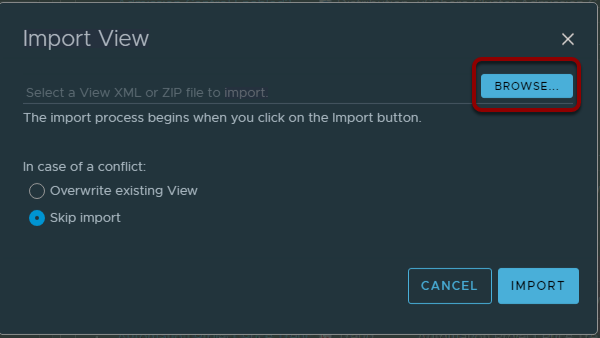 Import View
Select a View XML or ZIP file to import.
BROWSE...
The import process begins when you click on the Import button.
In case of a conflict:
Overwrite existing View
Skip import
CANCEL
IMPORT